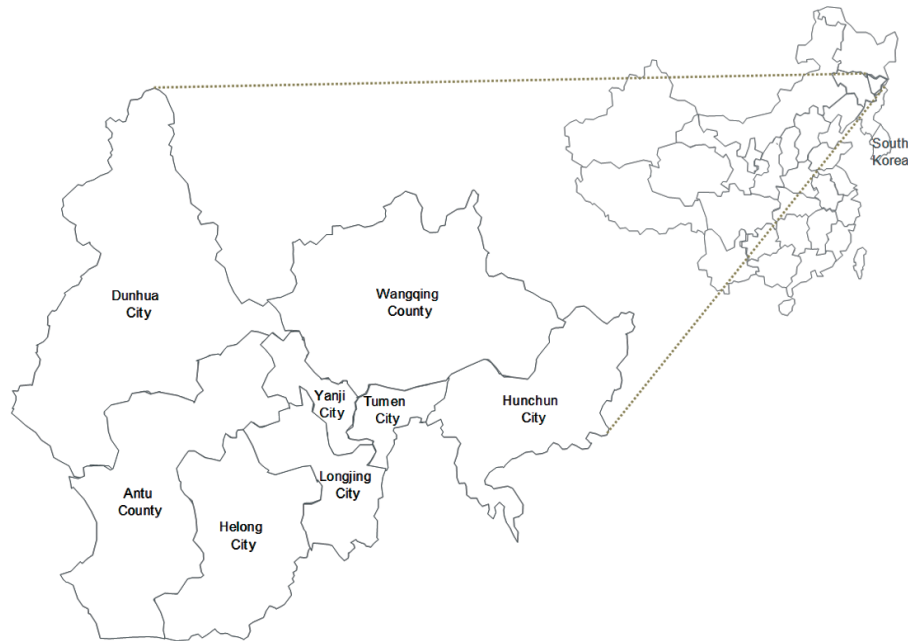 South
Korea
Dunhua
City
Wangqing
County
Yanji
City
Tumen
City
Hunchun
City
Longjing
City
Antu
County
Helong
City